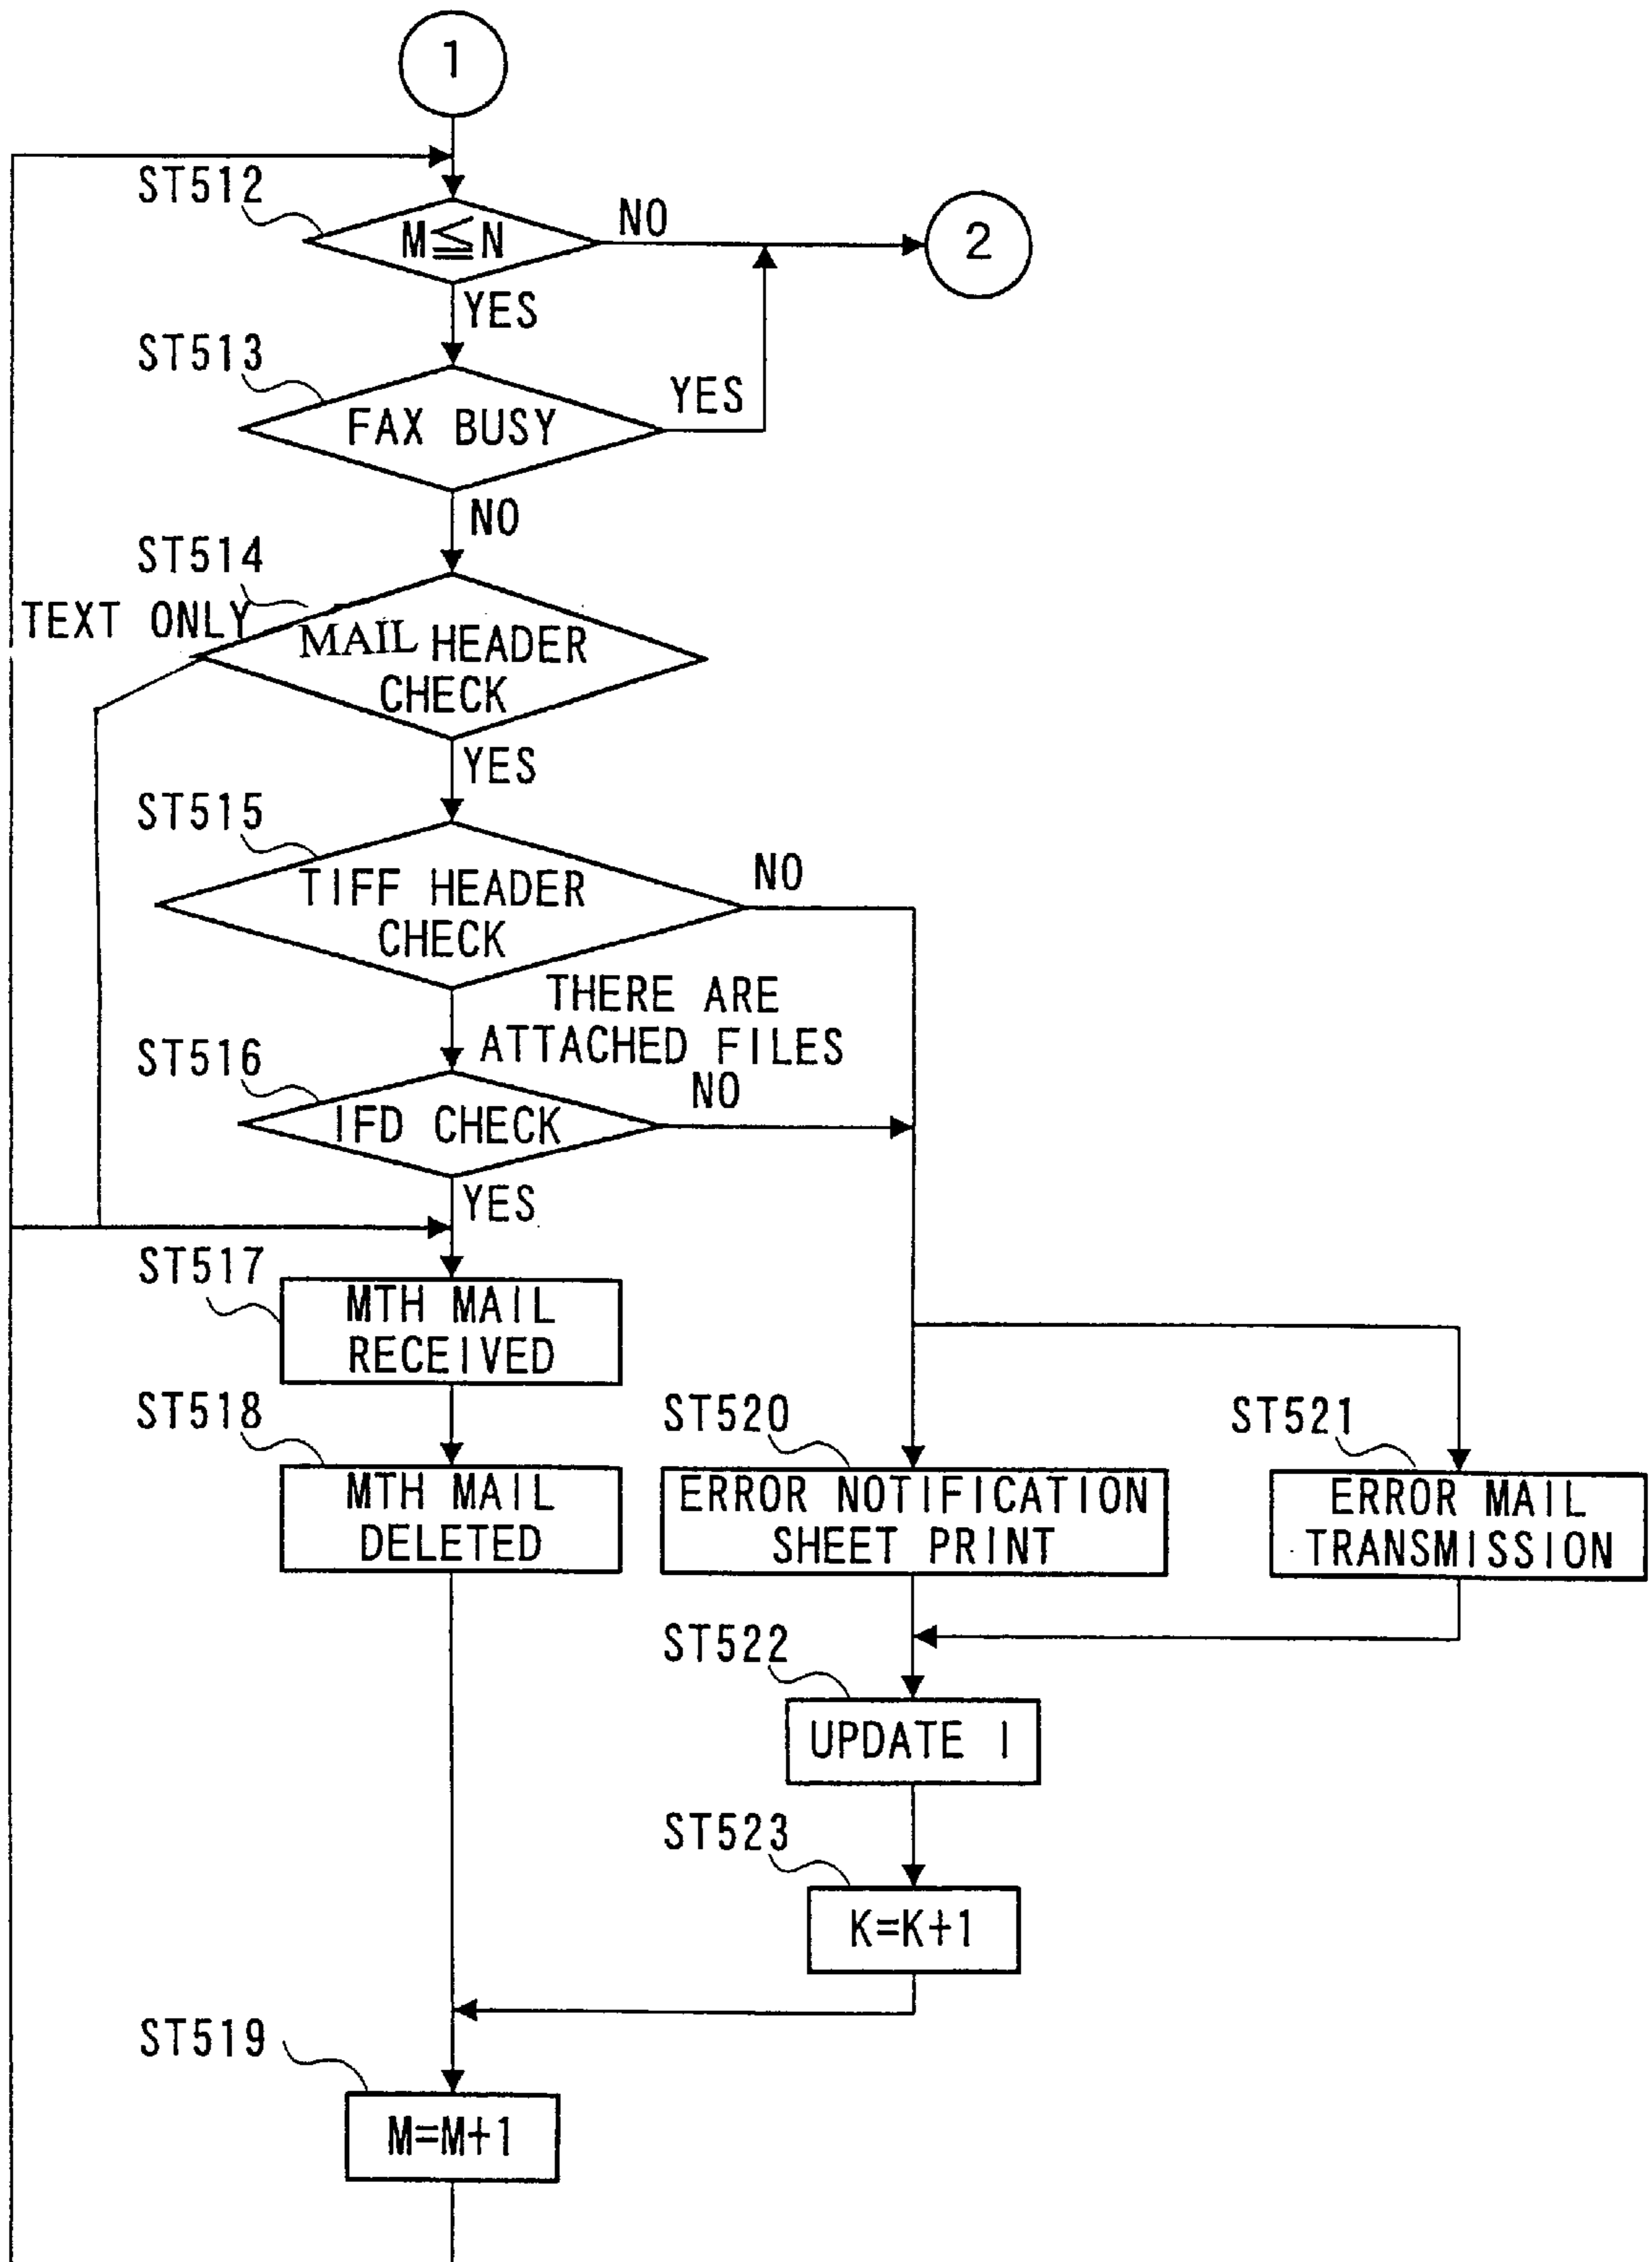 1
ST512
M≦N
NO
2
YES
ST513
FAX BUSY
YES
NO
ST514
TEXT ONLY
MAIL HEADER
CHECK
YES
ST515
TIFF HEADER
CHECK
NO
THERE ARE
ATTACHED FILES
ST516
IFD CHECK
NO
YES
ST517
MTH MAIL
RECEIVED
ST518
MTH MAIL
DELETED
ST520
ERROR NOTIFICATION
SHEET PRINT
ST521
ERROR MAIL
TRANSMISSION
ST522
UPDATE I
ST523
K=K+1
ST519
M=M+1